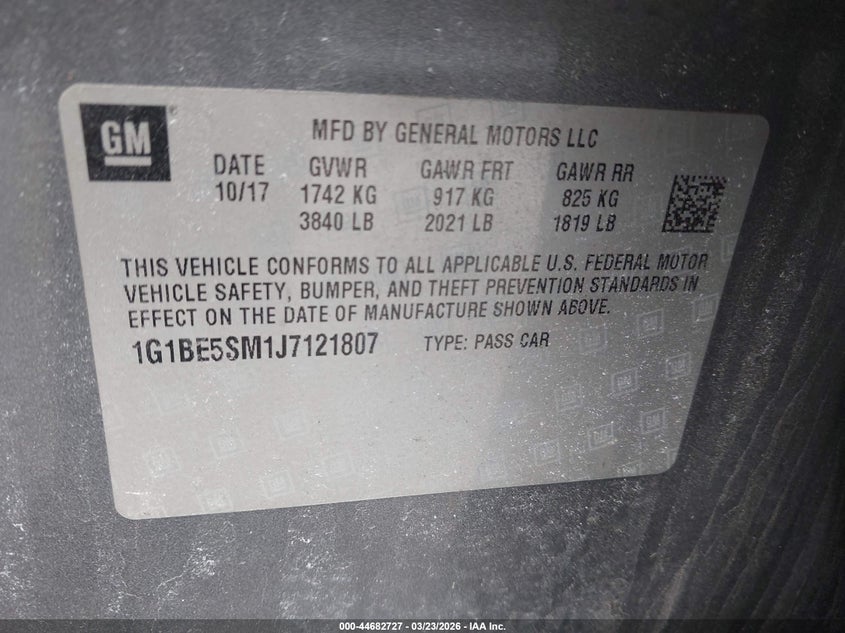 GM
MFD BY GENERAL MOTORS LLC
DATE GVWR GAWR FRT GAWR RR
10/17 1742 KG 917 KG 825 KG
3840 LB 2021 LB 1819 LB
THIS VEHICLE CONFORMS TO ALL APPLICABLE U.S. FEDERAL MOTOR
VEHICLE SAFETY, BUMPER, AND THEFT PREVENTION STANDARDS IN
EFFECT ON THE DATE OF MANUFACTURE SHOWN ABOVE.
1G1BE5SM1J7121807 TYPE: PASS CAR
000-44682727 - 03/23/2026 - IAA Inc.